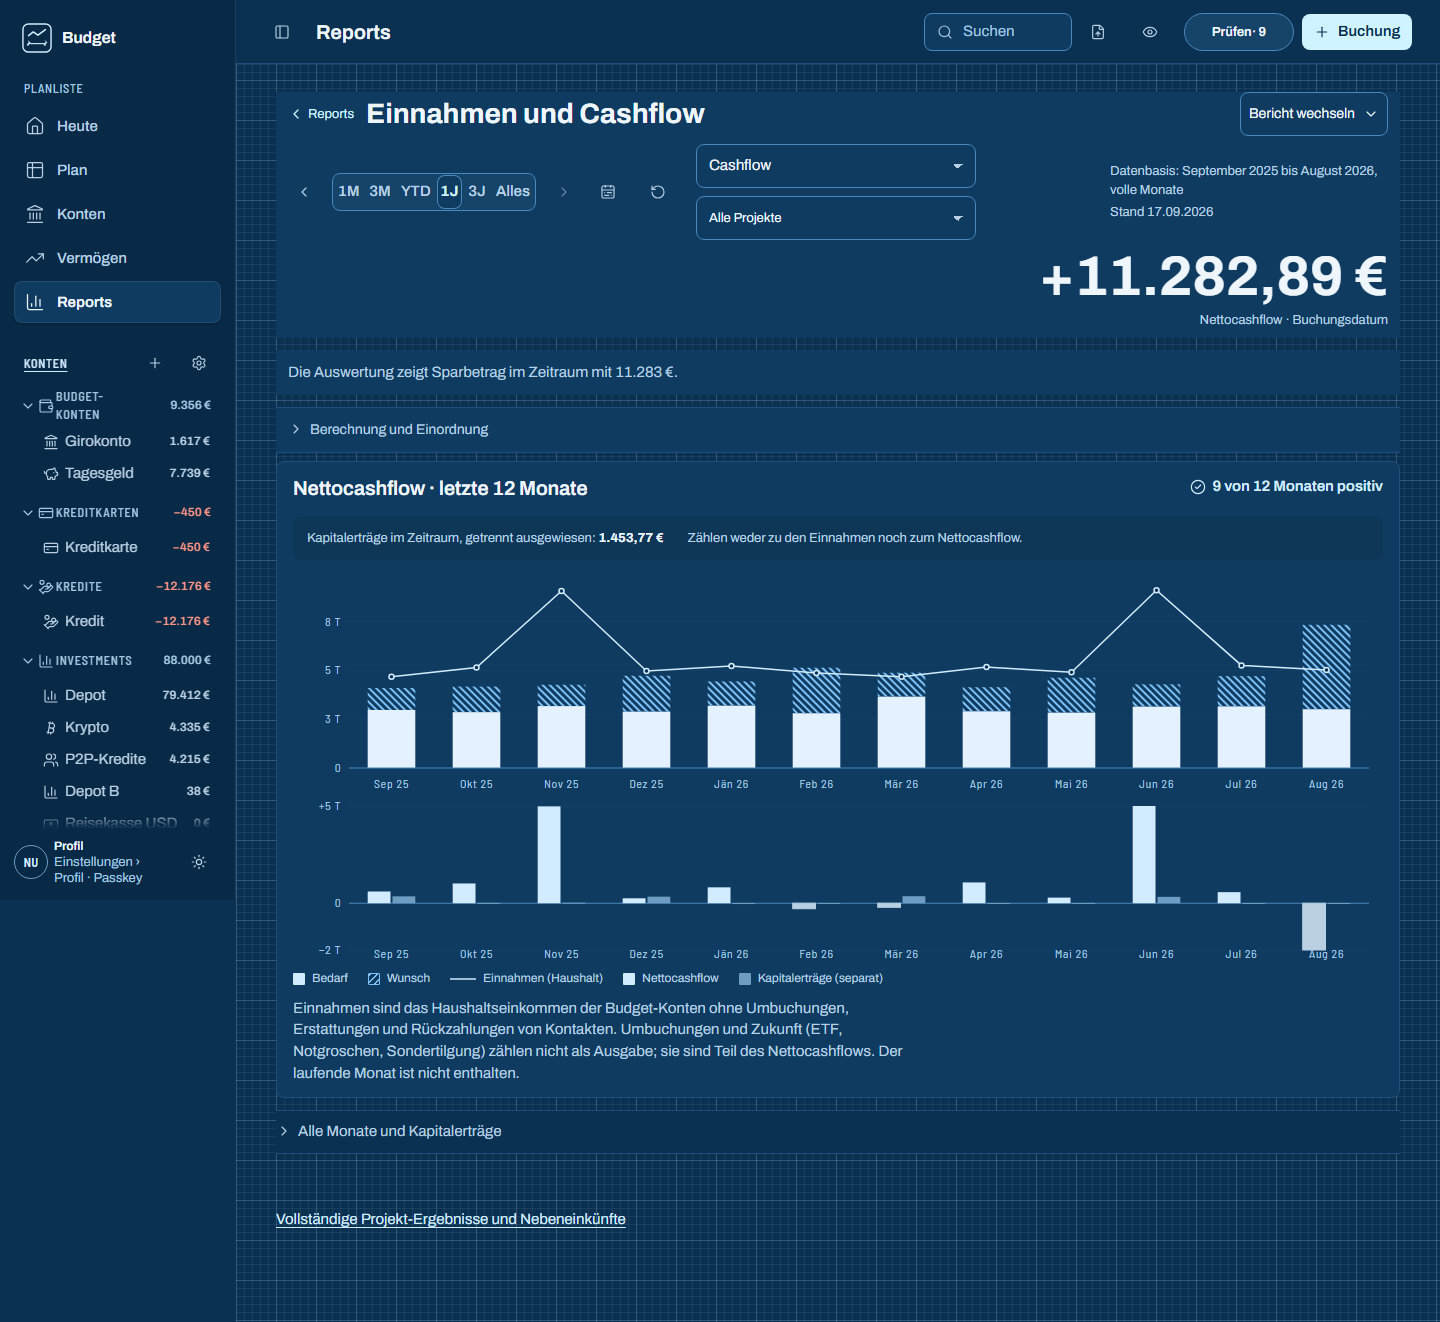 Budget
PLANLISTE
Heute
Plan
Konten
Vermögen
Reports
KONTEN
BUDGET-
KONTEN
9.356 €
Girokonto 1.617 €
Tagesgeld 7.739 €
KREDITKARTEN −450 €
Kreditkarte −450 €
KREDITE −12.176 €
Kredit −12.176 €
INVESTMENTS 88.000 €
Depot 79.412 €
Krypto 4.335 €
P2P-Kredite 4.215 €
Depot B 38 €
Reisekasse USD 0 €
NU
Profil
Einstellungen ›
Profil · Passkey
Reports
Suchen
Prüfen · 9
Buchung
Reports
Einnahmen und Cashflow
Bericht wechseln
1M 3M YTD 1J 3J Alles
Cashflow
Alle Projekte
Datenbasis: September 2025 bis August 2026,
volle Monate
Stand 17.09.2026
+11.282,89 €
Nettocashflow · Buchungsdatum
Die Auswertung zeigt Sparbetrag im Zeitraum mit 11.283 €.
Berechnung und Einordnung
Nettocashflow · letzte 12 Monate
9 von 12 Monaten positiv
Kapitalerträge im Zeitraum, getrennt ausgewiesen: 1.453,77 € Zählen weder zu den Einnahmen noch zum Nettocashflow.
8 T
5 T
3 T
0
Sep 25 Okt 25 Nov 25 Dez 25 Jän 26 Feb 26 Mär 26 Apr 26 Mai 26 Jun 26 Jul 26 Aug 26
+5 T
0
−2 T
Sep 25 Okt 25 Nov 25 Dez 25 Jän 26 Feb 26 Mär 26 Apr 26 Mai 26 Jun 26 Jul 26 Aug 26
Bedarf Wunsch Einnahmen (Haushalt) Nettocashflow Kapitalerträge (separat)
Einnahmen sind das Haushaltseinkommen der Budget-Konten ohne Umbuchungen,
Erstattungen und Rückzahlungen von Kontakten. Umbuchungen und Zukunft (ETF,
Notgroschen, Sondertilgung) zählen nicht als Ausgabe; sie sind Teil des Nettocashflows. Der
laufende Monat ist nicht enthalten.
Alle Monate und Kapitalerträge
Vollständige Projekt-Ergebnisse und Nebeneinkünfte